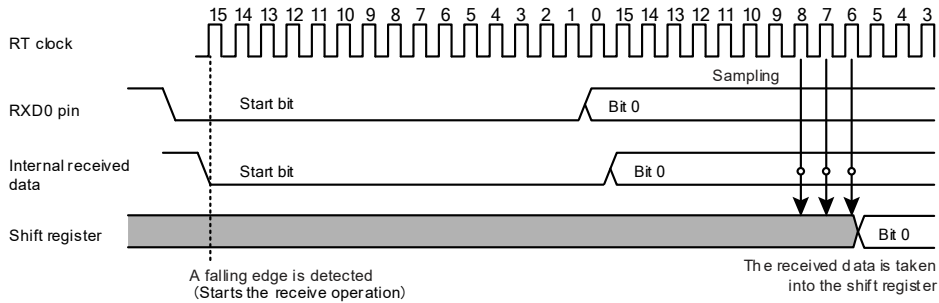 15 14 13 12 11 10 9 8 7 6 5 4 3 2 1 0 15 14 13 12 11 10 9 8 7 6 5 4 3
RT clock
Sampling
RXD0 pin
Start bit
Bit 0
Internal received
data
Start bit
Bit 0
Shift register
Bit 0
A falling edge is detected
(Starts the receive operation)
The received data is taken
into the shift register